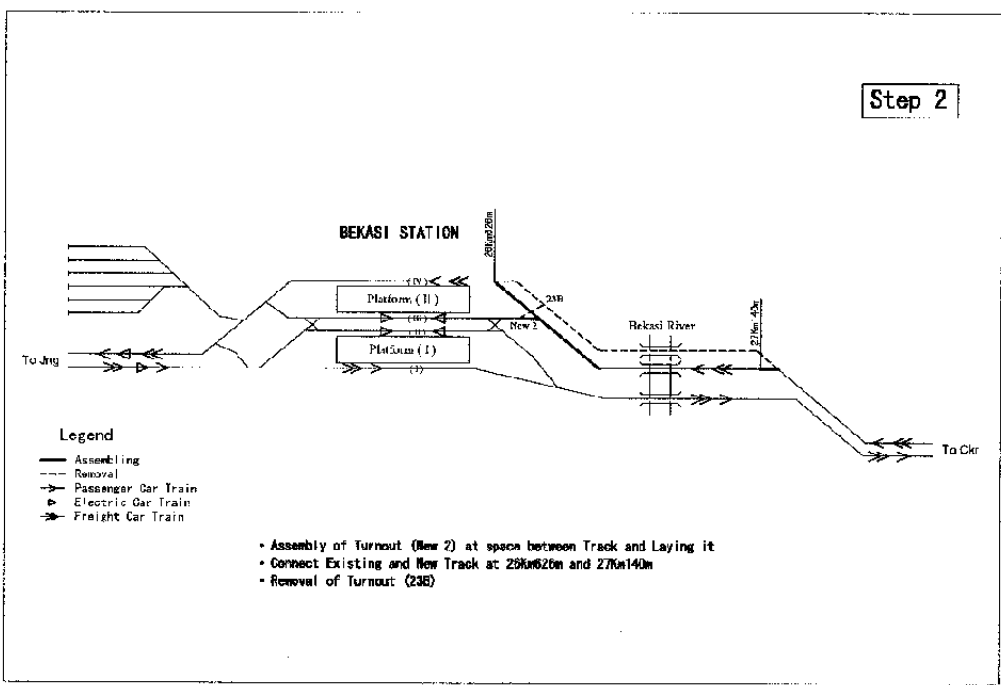 Step 2
BEKASI STATION
26Km626m
(IV)
Platform (II)
23B
(III)
New 2
Bekasi River
27Km140m
(II)
Platform (I)
To Jng
(I)
To Ckr
Legend
Assembling
Removal
Passenger Car Train
Electric Car Train
Freight Car Train
• Assembly of Turnout (New 2) at space between Track and Laying it
• Connect Existing and New Track at 26Km626m and 27Km140m
• Removal of Turnout (23B)